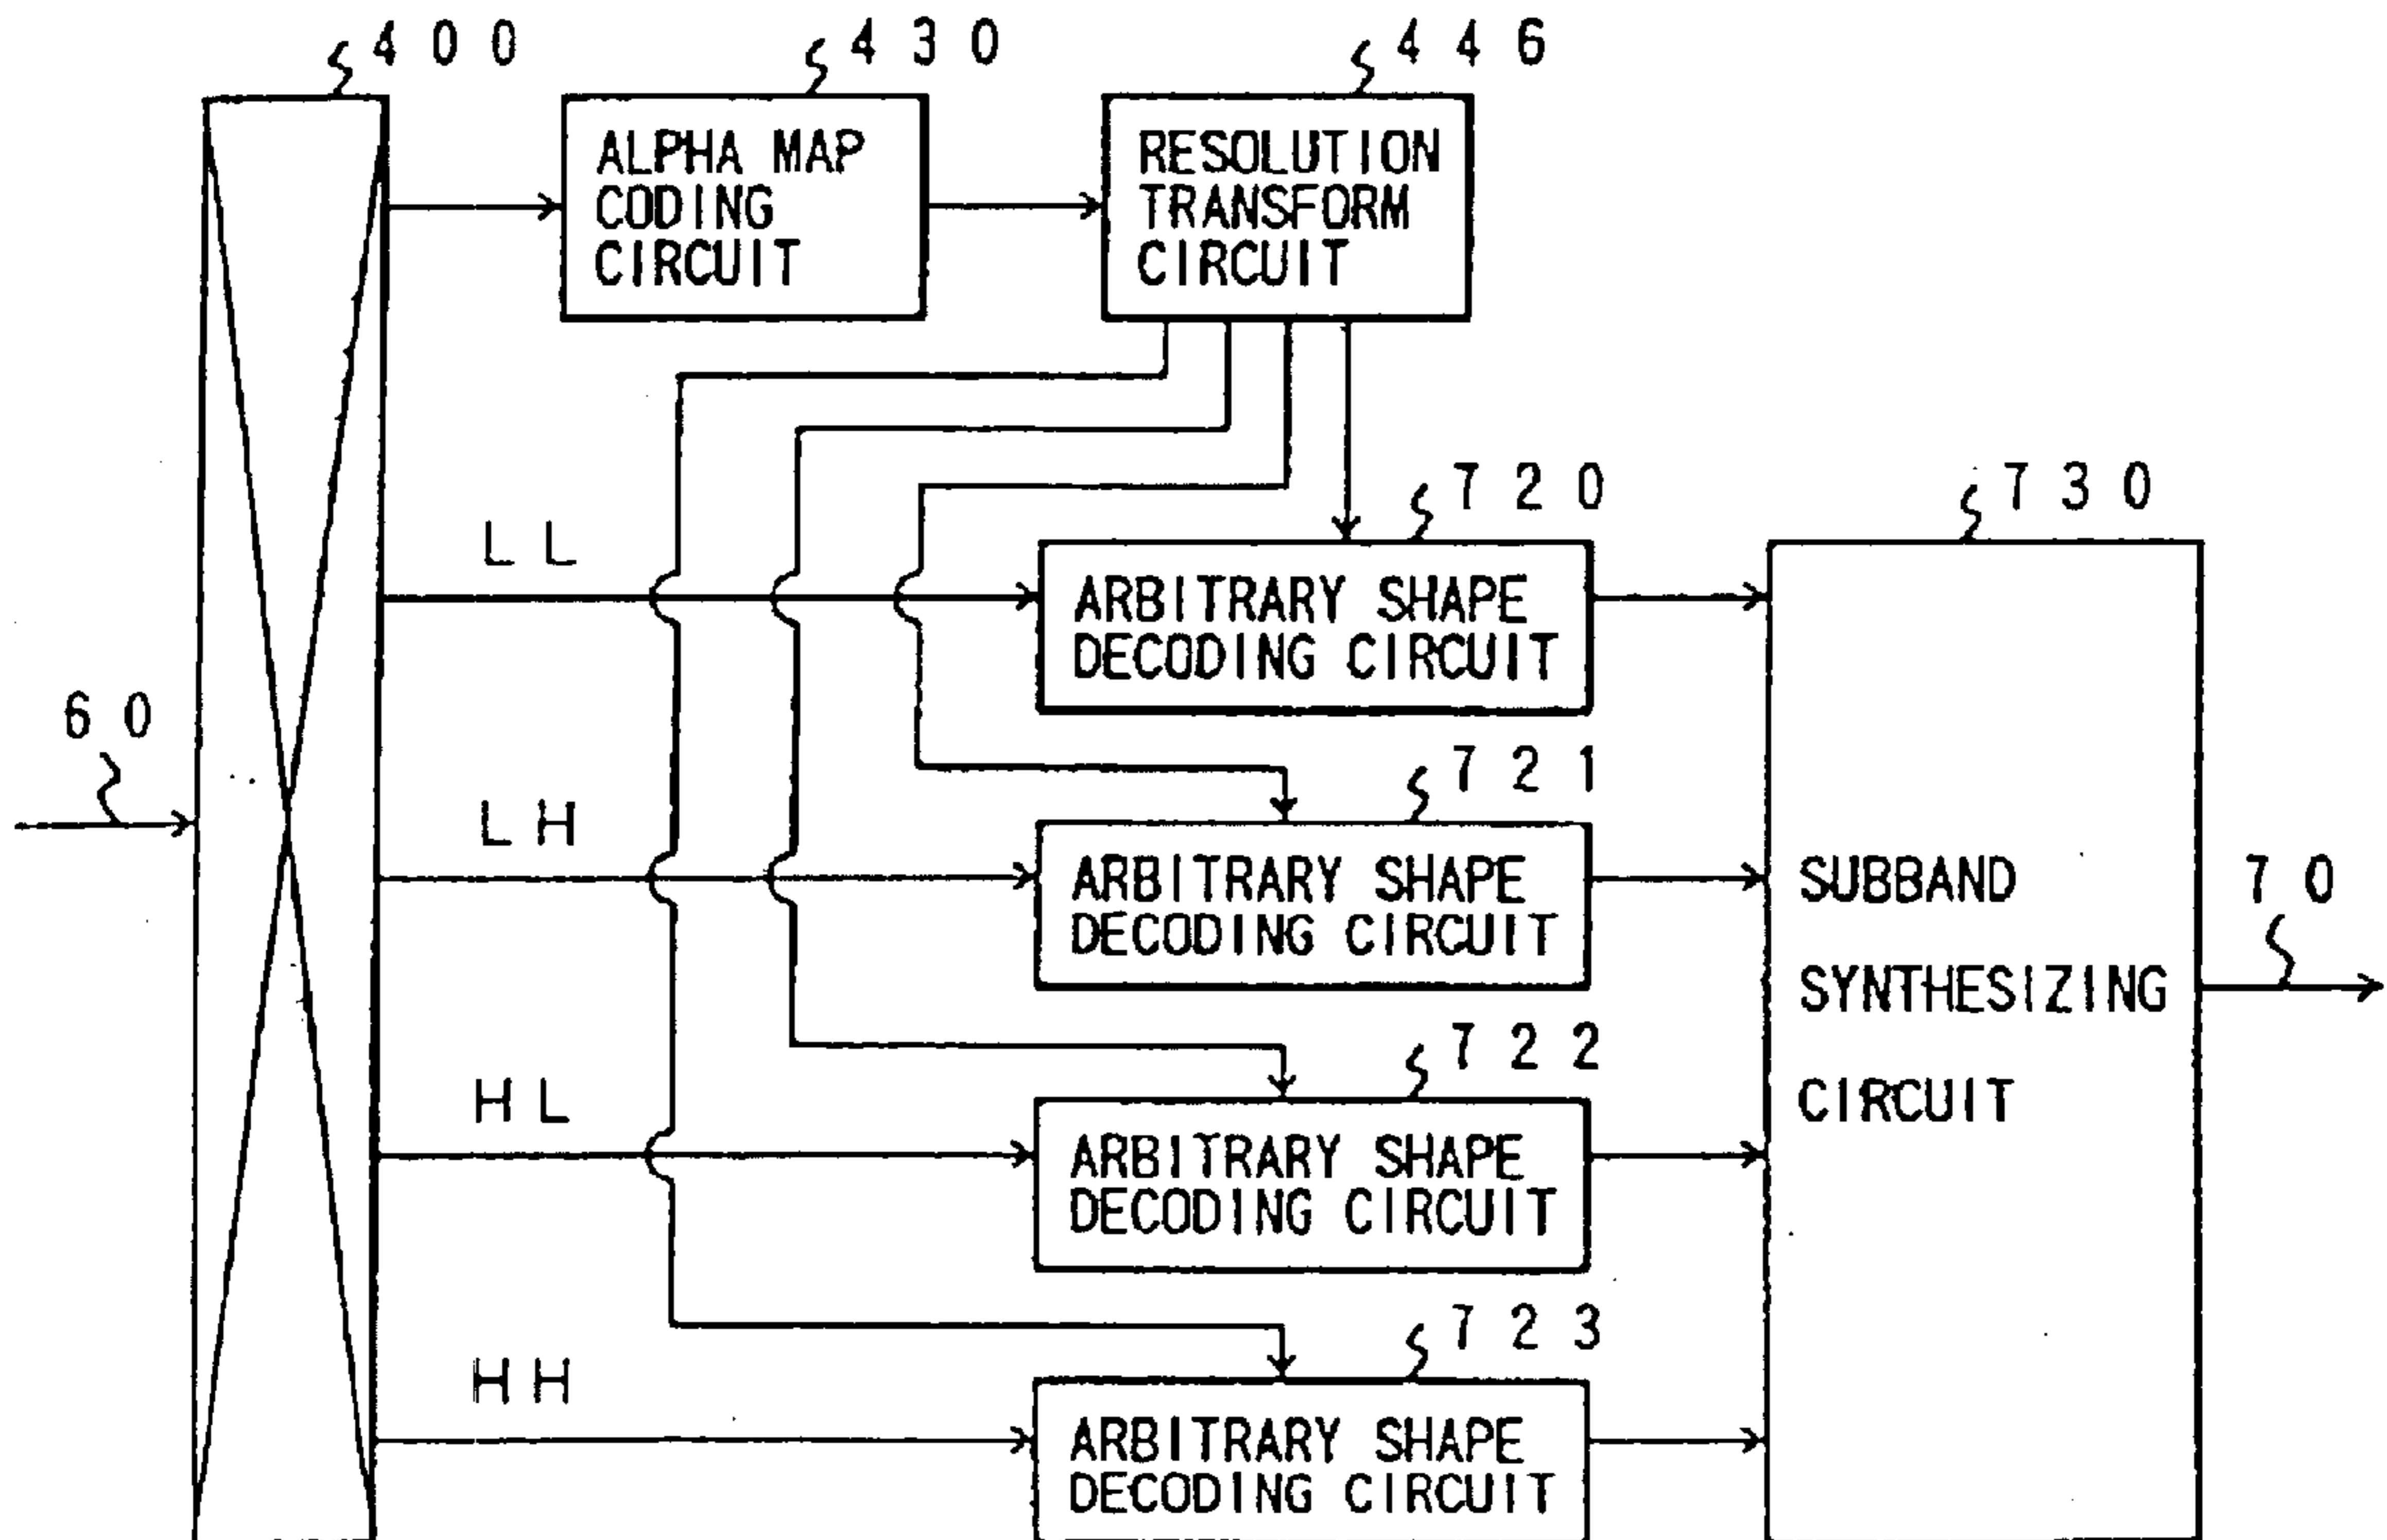 400
430
446
ALPHA MAP
CODING
CIRCUIT
RESOLUTION
TRANSFORM
CIRCUIT
720
730
LL
ARBITRARY SHAPE
DECODING CIRCUIT
60
721
LH
ARBITRARY SHAPE
DECODING CIRCUIT
SUBBAND
SYNTHESIZING
CIRCUIT
70
722
HL
ARBITRARY SHAPE
DECODING CIRCUIT
723
HH
ARBITRARY SHAPE
DECODING CIRCUIT